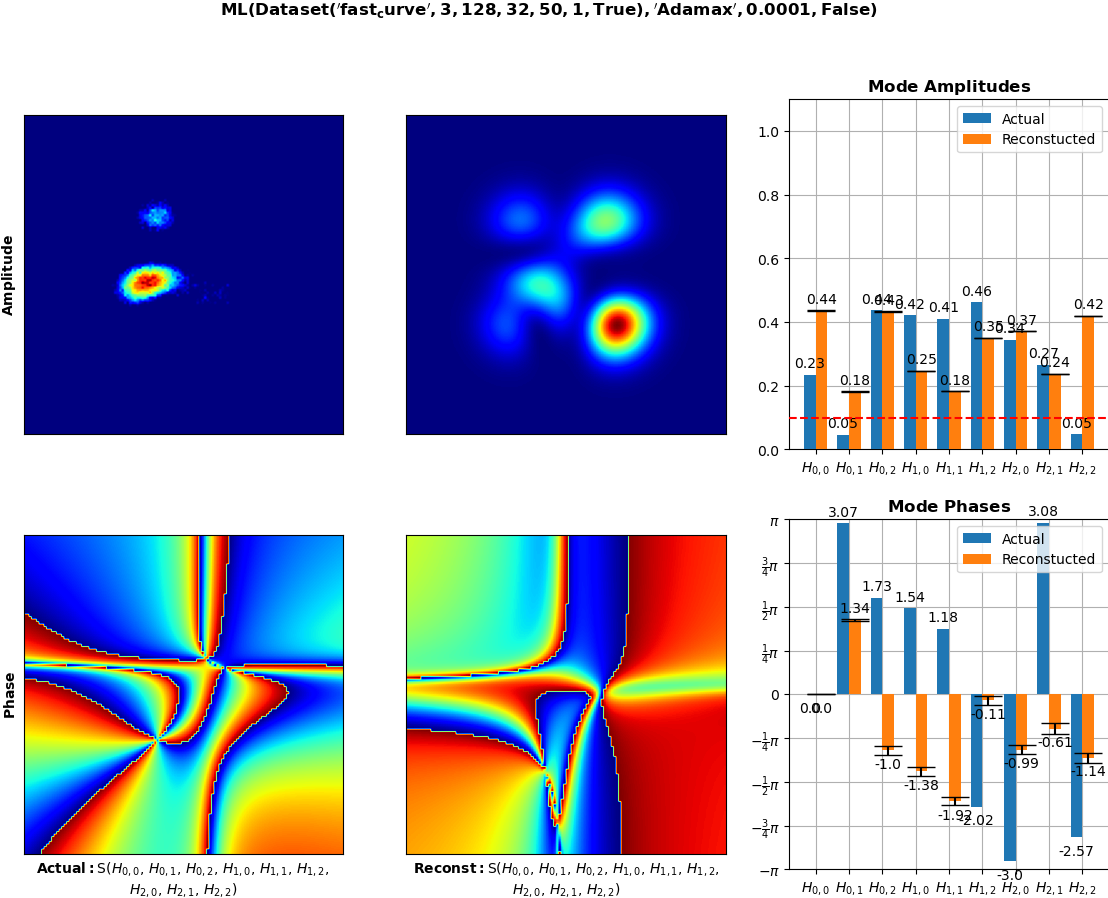 ML(Dataset('fast_curve', 3, 128, 32, 50, 1, True), 'Adamax', 0.0001, False)
Amplitude
Mode Amplitudes
Actual
Reconstucted
1.0
0.8
0.6
0.4
0.2
0.0
0.23 0.44 0.05 0.18 0.44 0.43 0.42 0.25 0.41 0.18 0.46 0.35 0.34 0.37 0.27 0.24 0.05 0.42
H0,0 H0,1 H0,2 H1,0 H1,1 H1,2 H2,0 H2,1 H2,2
Phase
Mode Phases
Actual
Reconstucted
π
3/4π
1/2π
1/4π
0
−1/4π
−1/2π
−3/4π
−π
0.0 0.0 3.07 1.34 1.73 -1.0 1.54 -1.38 1.18 -1.92 -2.02 -0.11 -3.0 -0.99 3.08 -0.61 -2.57 -1.14
H0,0 H0,1 H0,2 H1,0 H1,1 H1,2 H2,0 H2,1 H2,2
Actual: S(H0,0, H0,1, H0,2, H1,0, H1,1, H1,2,
H2,0, H2,1, H2,2)
Reconst: S(H0,0, H0,1, H0,2, H1,0, H1,1, H1,2,
H2,0, H2,1, H2,2)